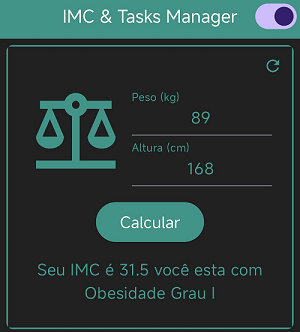 IMC & Tasks Manager
Peso (kg)
89
Altura (cm)
168
Calcular
Seu IMC é 31.5 você esta com
Obesidade Grau I